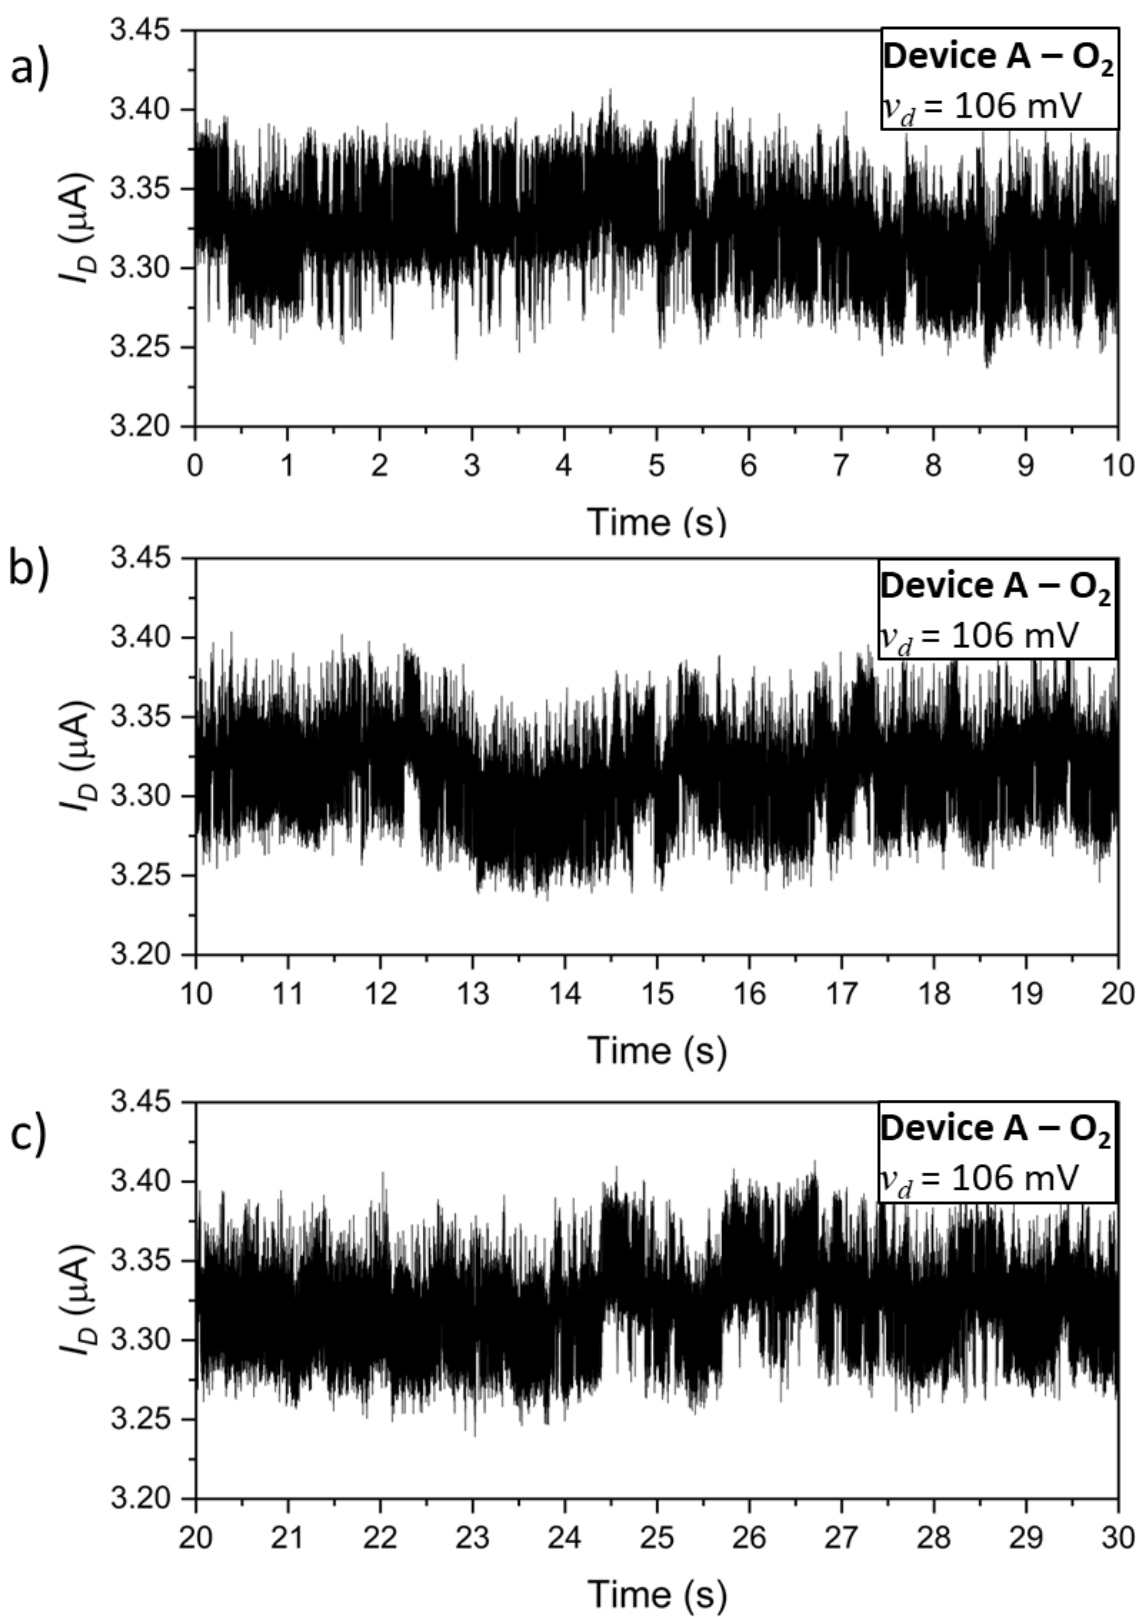 a)
Device A – O₂
v_d = 106 mV
I_D (μA)
3.45
3.40
3.35
3.30
3.25
3.20
0 1 2 3 4 5 6 7 8 9 10
Time (s)
b)
Device A – O₂
v_d = 106 mV
I_D (μA)
3.45
3.40
3.35
3.30
3.25
3.20
10 11 12 13 14 15 16 17 18 19 20
Time (s)
c)
Device A – O₂
v_d = 106 mV
I_D (μA)
3.45
3.40
3.35
3.30
3.25
3.20
20 21 22 23 24 25 26 27 28 29 30
Time (s)